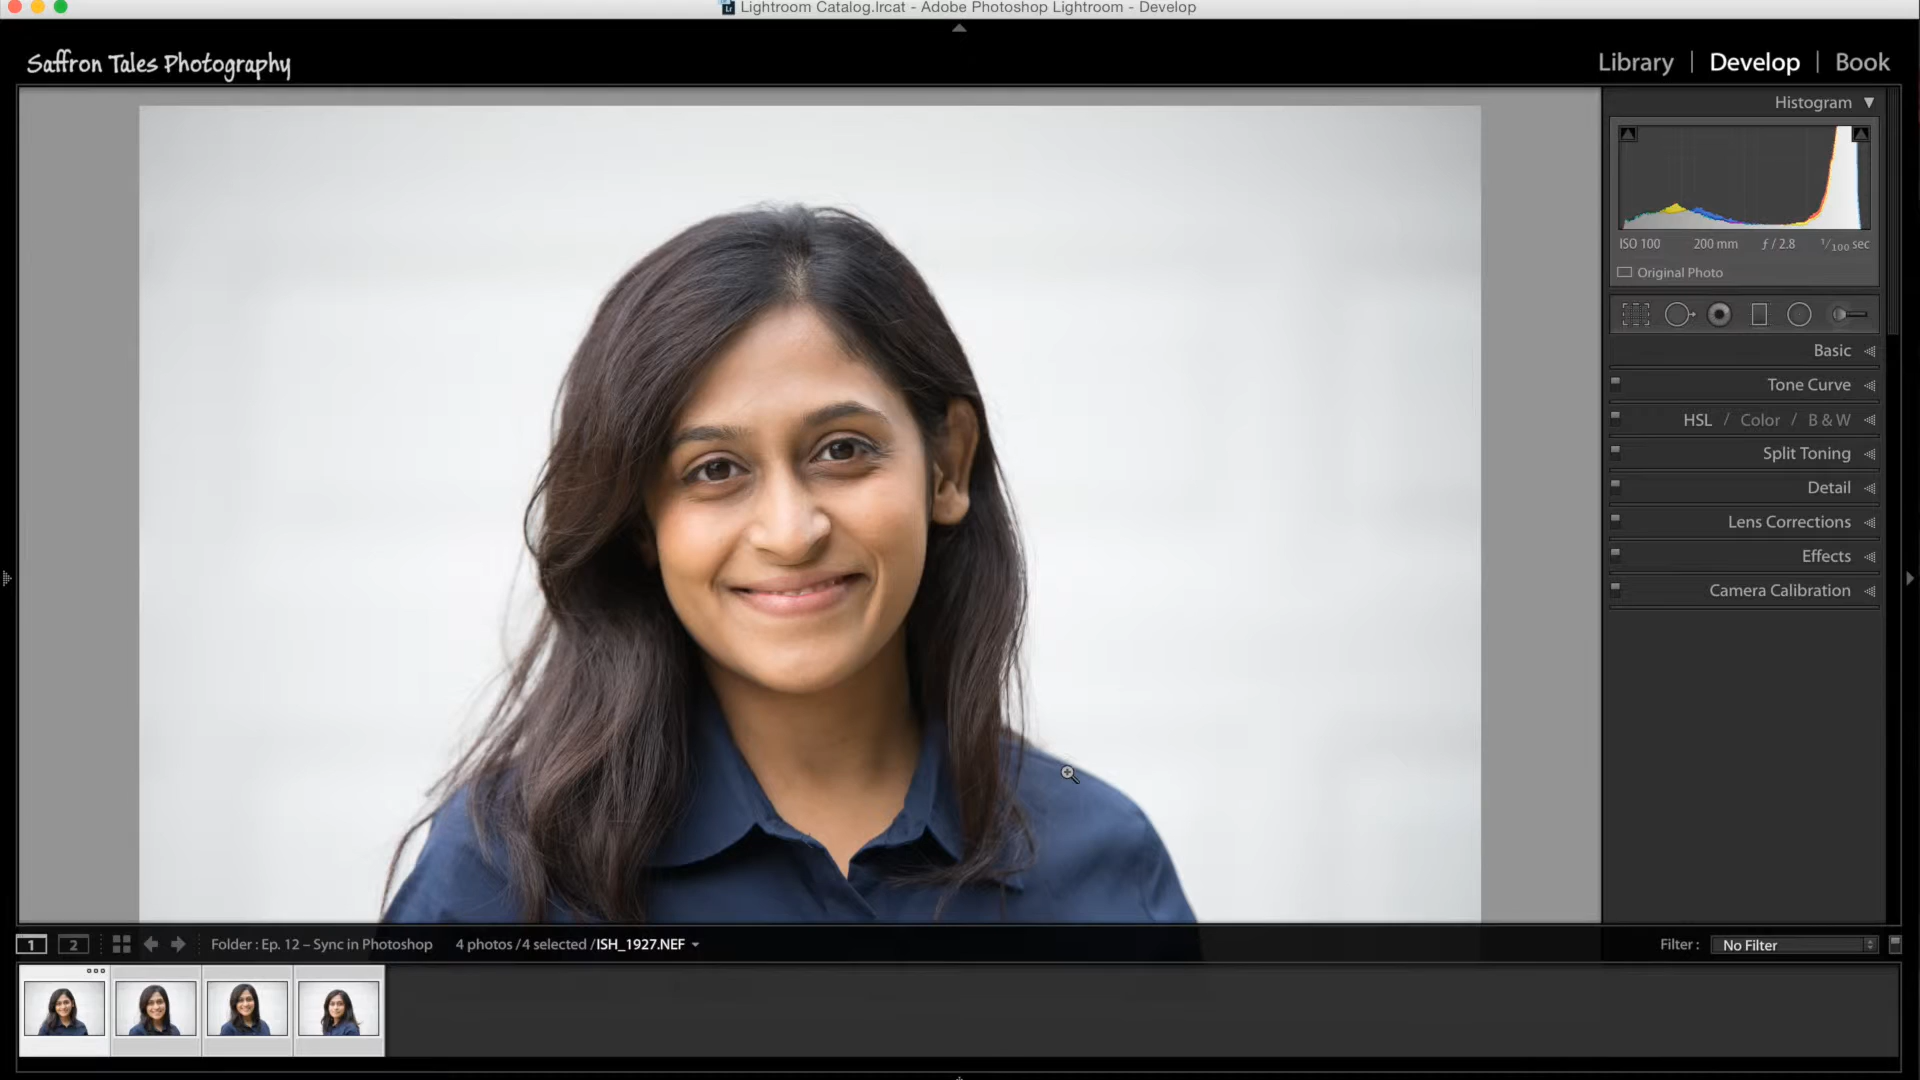 Lightroom Catalog.lrcat - Adobe Photoshop Lightroom - Develop
Saffron Tales Photography
Library | Develop | Book
Histogram
ISO 100 200 mm ƒ / 2.8 1/100 sec
Original Photo
Basic
Tone Curve
HSL / Color / B & W
Split Toning
Detail
Lens Corrections
Effects
Camera Calibration
1 2 Folder : Ep. 12 – Sync in Photoshop 4 photos / 4 selected / ISH_1927.NEF Filter : No Filter